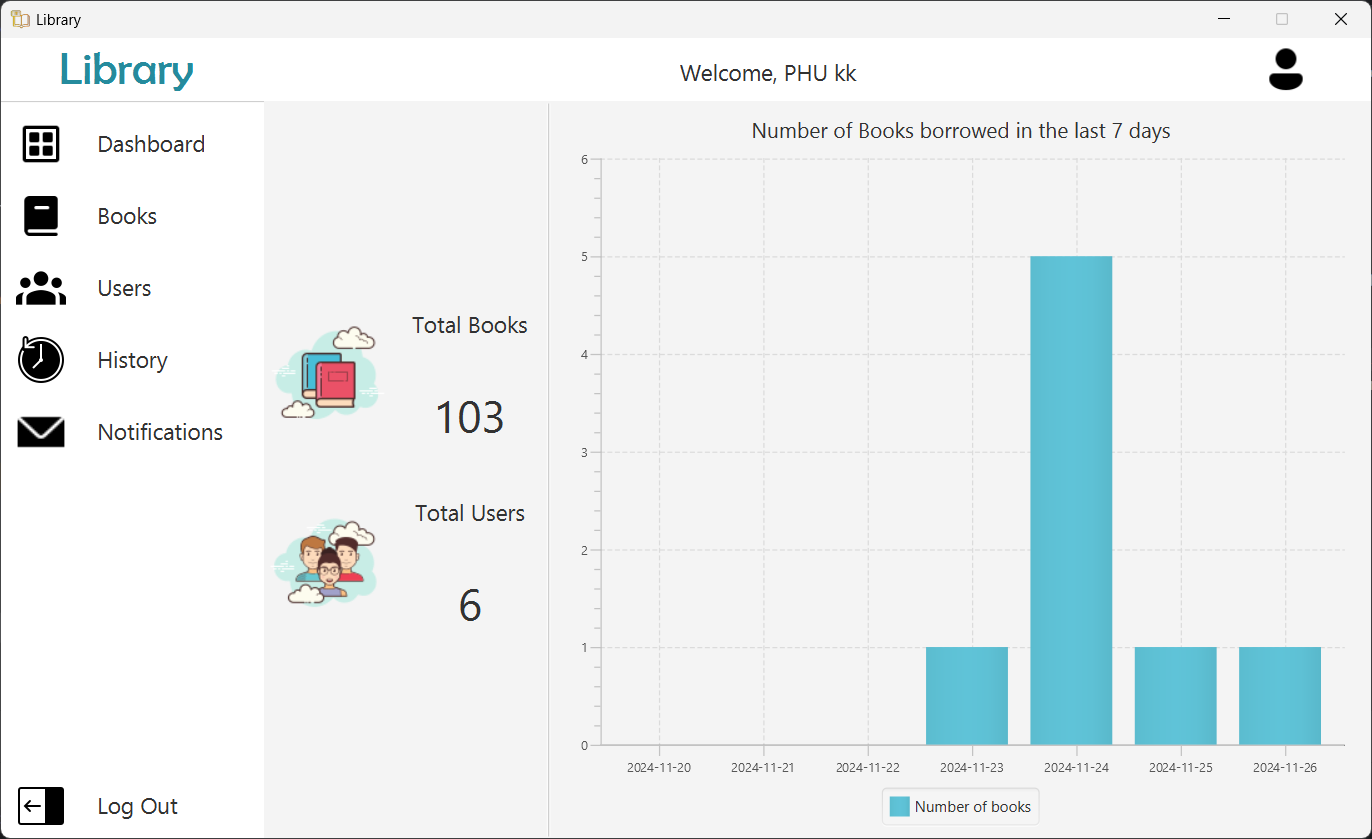 Library
Library
Welcome, PHU kk
Dashboard
Books
Users
History
Notifications
Log Out
Total Books
103
Total Users
6
Number of Books borrowed in the last 7 days
6
5
4
3
2
1
0
2024-11-20 2024-11-21 2024-11-22 2024-11-23 2024-11-24 2024-11-25 2024-11-26
Number of books